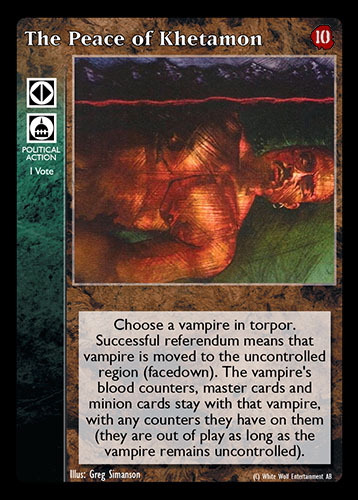 The Peace of Khetamon
10
POLITICAL
ACTION
1 Vote
Choose a vampire in torpor.
Successful referendum means that
vampire is moved to the uncontrolled
region (facedown). The vampire's
blood counters, master cards and
minion cards stay with that vampire,
with any counters they have on them
(they are out of play as long as the
vampire remains uncontrolled).
Illus: Greg Simanson
(C) White Wolf Entertainment AB